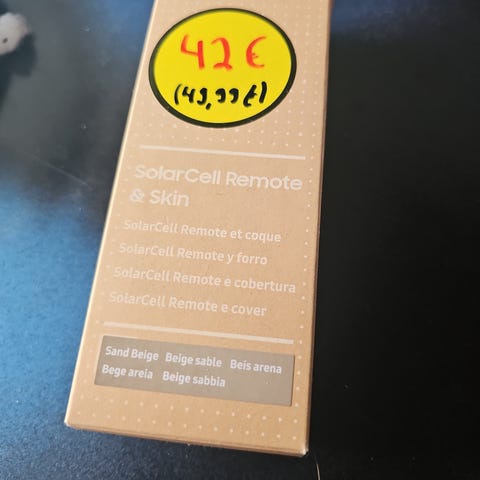 42 €
(49,99€)
SolarCell Remote
& Skin
SolarCell Remote et coque
SolarCell Remote y forro
SolarCell Remote e cobertura
SolarCell Remote e cover
Sand Beige Beige sable Beis arena
Bege areia Beige sabbia